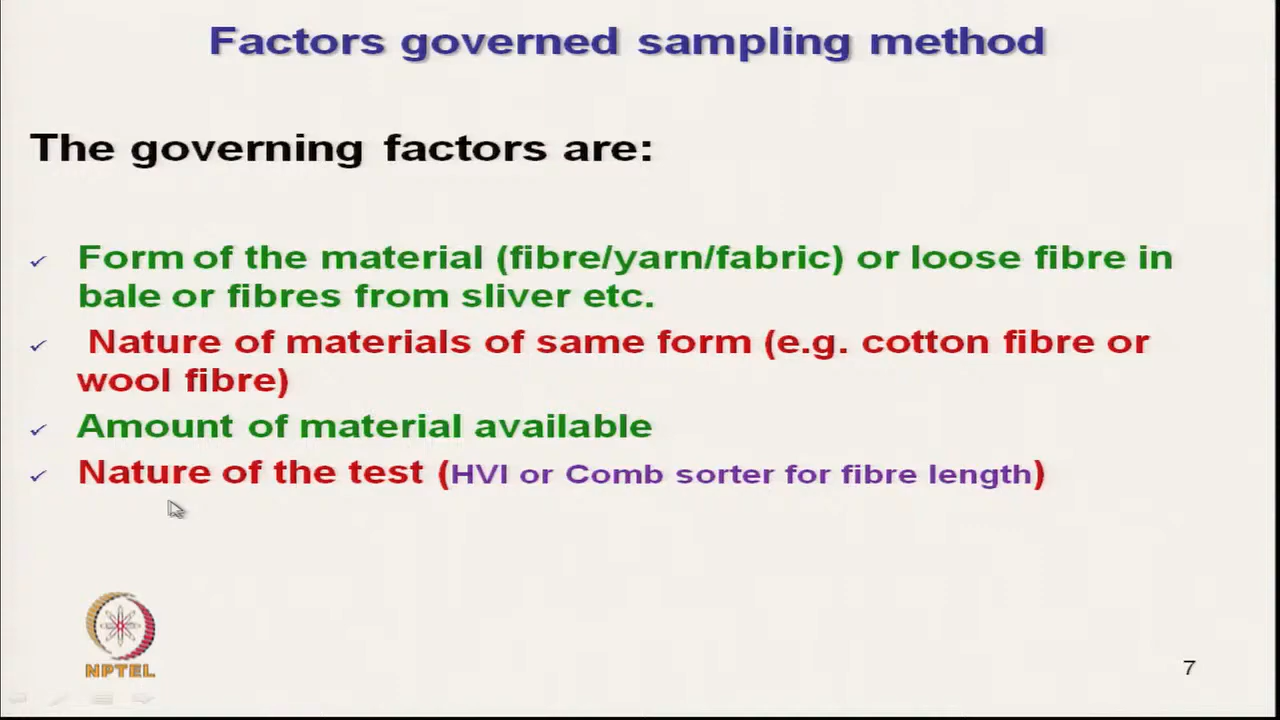 Factors governed sampling method
The governing factors are:
✓ Form of the material (fibre/yarn/fabric) or loose fibre in
bale or fibres from sliver etc.
✓ Nature of materials of same form (e.g. cotton fibre or
wool fibre)
✓ Amount of material available
✓ Nature of the test (HVI or Comb sorter for fibre length)
NPTEL
7